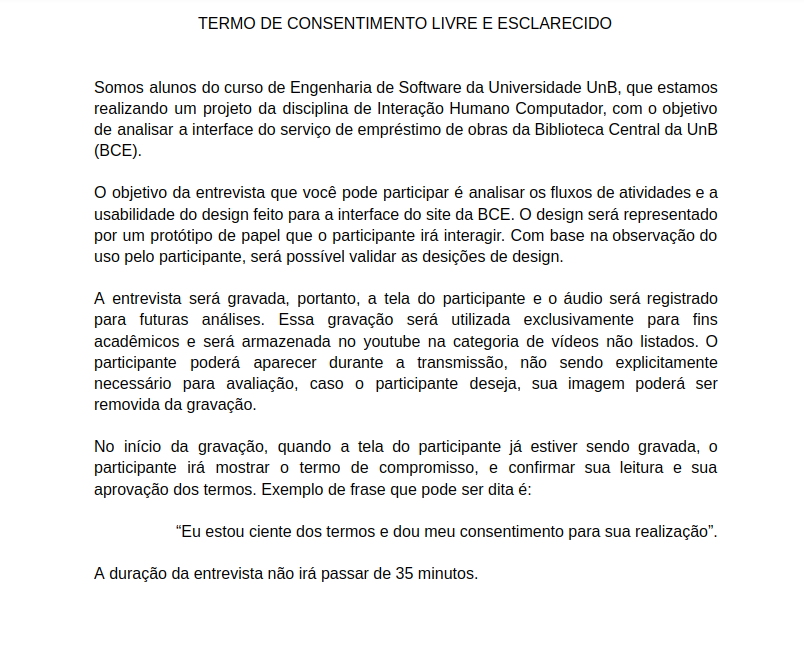 TERMO DE CONSENTIMENTO LIVRE E ESCLARECIDO
Somos alunos do curso de Engenharia de Software da Universidade UnB, que estamos
realizando um projeto da disciplina de Interação Humano Computador, com o objetivo
de analisar a interface do serviço de empréstimo de obras da Biblioteca Central da UnB
(BCE).
O objetivo da entrevista que você pode participar é analisar os fluxos de atividades e a
usabilidade do design feito para a interface do site da BCE. O design será representado
por um protótipo de papel que o participante irá interagir. Com base na observação do
uso pelo participante, será possível validar as desições de design.
A entrevista será gravada, portanto, a tela do participante e o áudio será registrado
para futuras análises. Essa gravação será utilizada exclusivamente para fins
acadêmicos e será armazenada no youtube na categoria de vídeos não listados. O
participante poderá aparecer durante a transmissão, não sendo explicitamente
necessário para avaliação, caso o participante deseja, sua imagem poderá ser
removida da gravação.
No início da gravação, quando a tela do participante já estiver sendo gravada, o
participante irá mostrar o termo de compromisso, e confirmar sua leitura e sua
aprovação dos termos. Exemplo de frase que pode ser dita é:
“Eu estou ciente dos termos e dou meu consentimento para sua realização”.
A duração da entrevista não irá passar de 35 minutos.